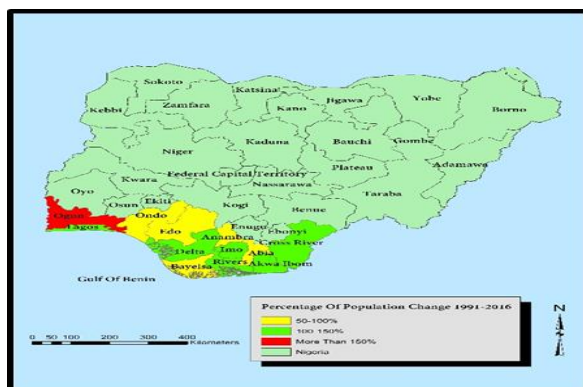 Sokoto
Katsina
Jigawa
Yobe
Kebbi
Zamfara
Kano
Borno
Kaduna
Bauchi
Gombe
Niger
Adamawa
Plateau
Federal Capital Territory
Kwara
Nassarawa
Oyo
Taraba
Ekiti
Kogi
Osun
Benue
Ogun
Ondo
Enugu
Lagos
Edo
Anambra
Ebonyi
Cross River
Delta
Imo
Abia
Bayelsa
Rivers
Akwa Ibom
Gulf Of Benin
Percentage Of Population Change 1991-2016
50-100%
100-150%
More Than 150%
Nigeria
0 50 100 200 300 400
Kilometers
N